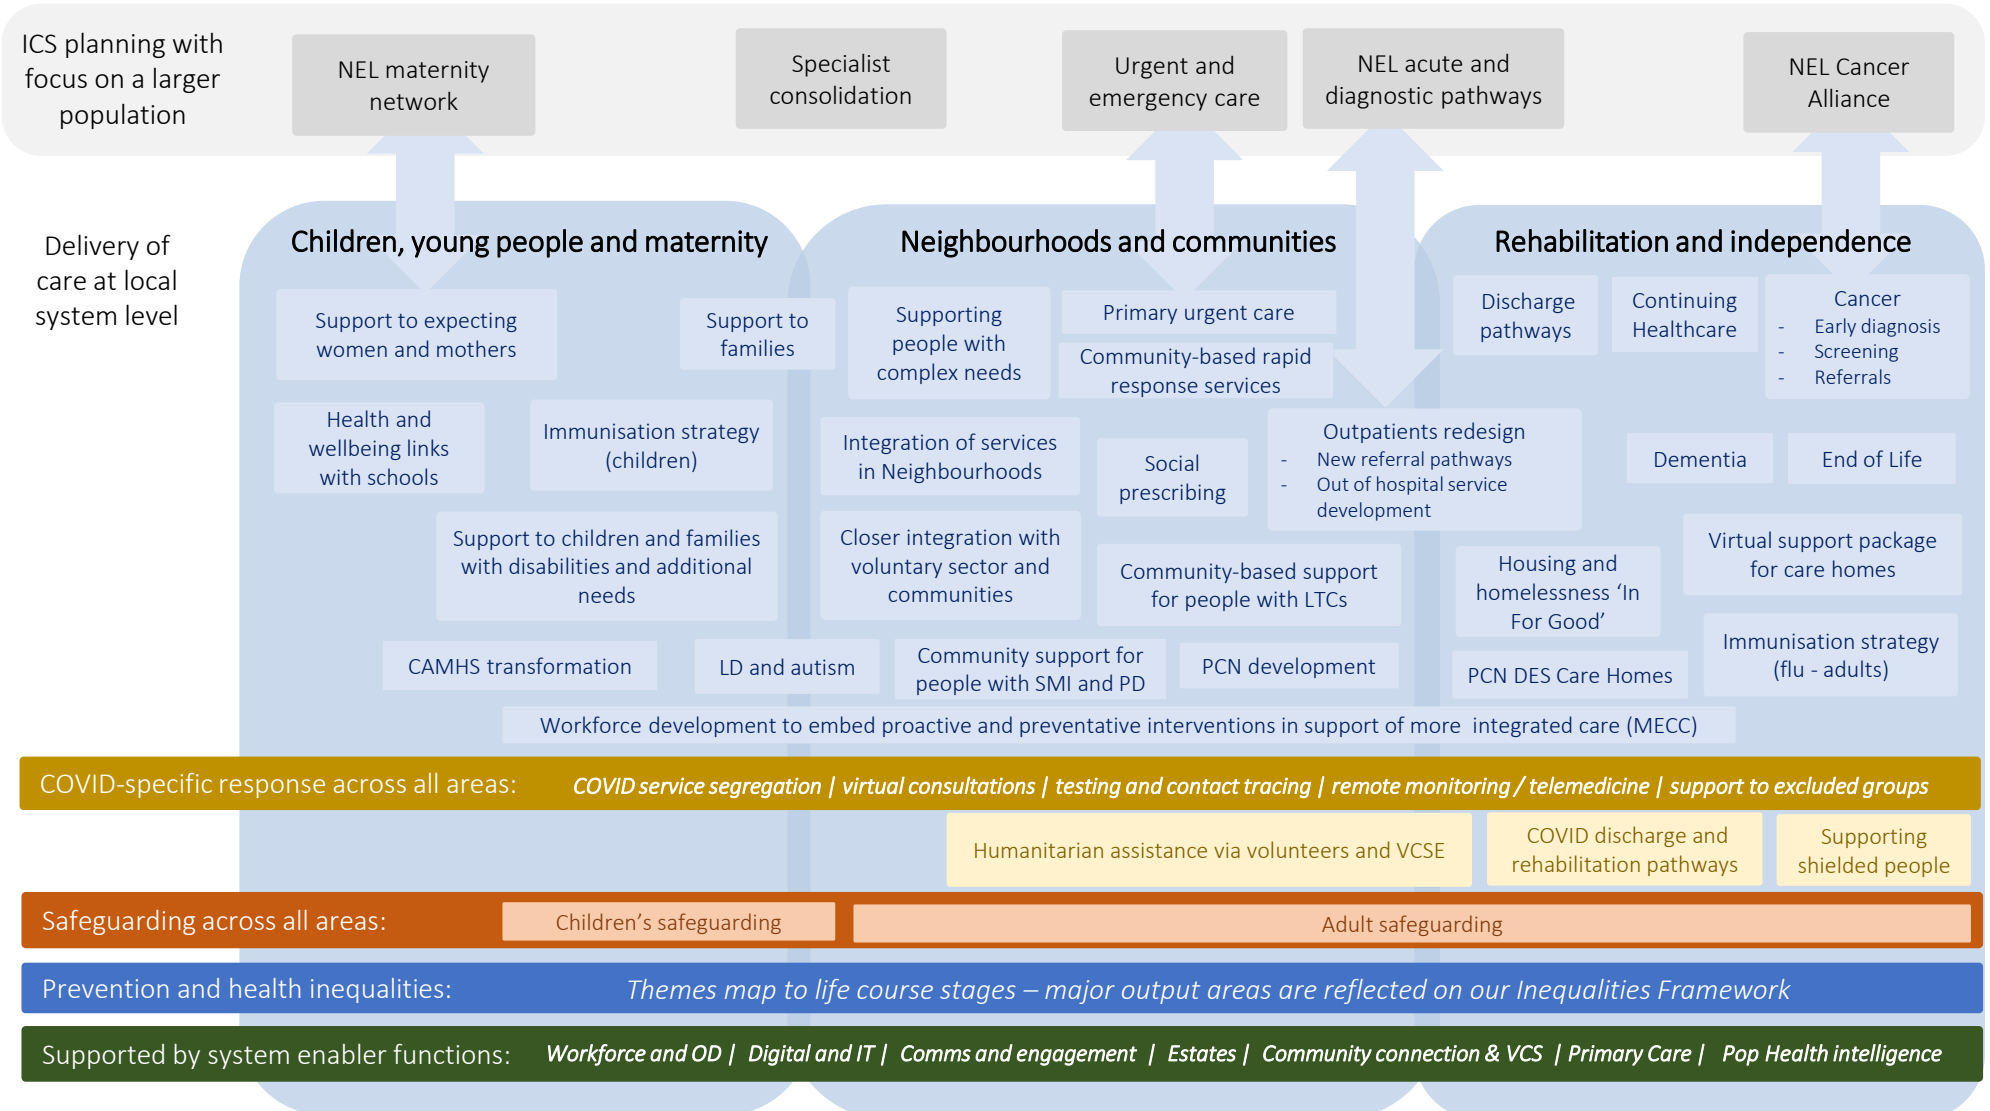 ICS planning with
focus on a larger
population
NEL maternity
network
Specialist
consolidation
Urgent and
emergency care
NEL acute and
diagnostic pathways
NEL Cancer
Alliance
Delivery of
care at local
system level
Children, young people and maternity
Support to expecting
women and mothers
Support to
families
Health and
wellbeing links
with schools
Immunisation strategy
(children)
Support to children and families
with disabilities and additional
needs
CAMHS transformation
LD and autism
Neighbourhoods and communities
Supporting
people with
complex needs
Primary urgent care
Community-based rapid
response services
Integration of services
in Neighbourhoods
Social
prescribing
Outpatients redesign
- New referral pathways
- Out of hospital service
development
Closer integration with
voluntary sector and
communities
Community-based support
for people with LTCs
Community support for
people with SMI and PD
PCN development
Rehabilitation and independence
Discharge
pathways
Continuing
Healthcare
Cancer
- Early diagnosis
- Screening
- Referrals
Dementia
End of Life
Housing and
homelessness ‘In
For Good’
Virtual support package
for care homes
PCN DES Care Homes
Immunisation strategy
(flu - adults)
Workforce development to embed proactive and preventative interventions in support of more integrated care (MECC)
COVID-specific response across all areas: COVID service segregation | virtual consultations | testing and contact tracing | remote monitoring / telemedicine | support to excluded groups
Humanitarian assistance via volunteers and VCSE
COVID discharge and
rehabilitation pathways
Supporting
shielded people
Safeguarding across all areas:
Children’s safeguarding
Adult safeguarding
Prevention and health inequalities: Themes map to life course stages – major output areas are reflected on our Inequalities Framework
Supported by system enabler functions: Workforce and OD | Digital and IT | Comms and engagement | Estates | Community connection & VCS | Primary Care | Pop Health intelligence